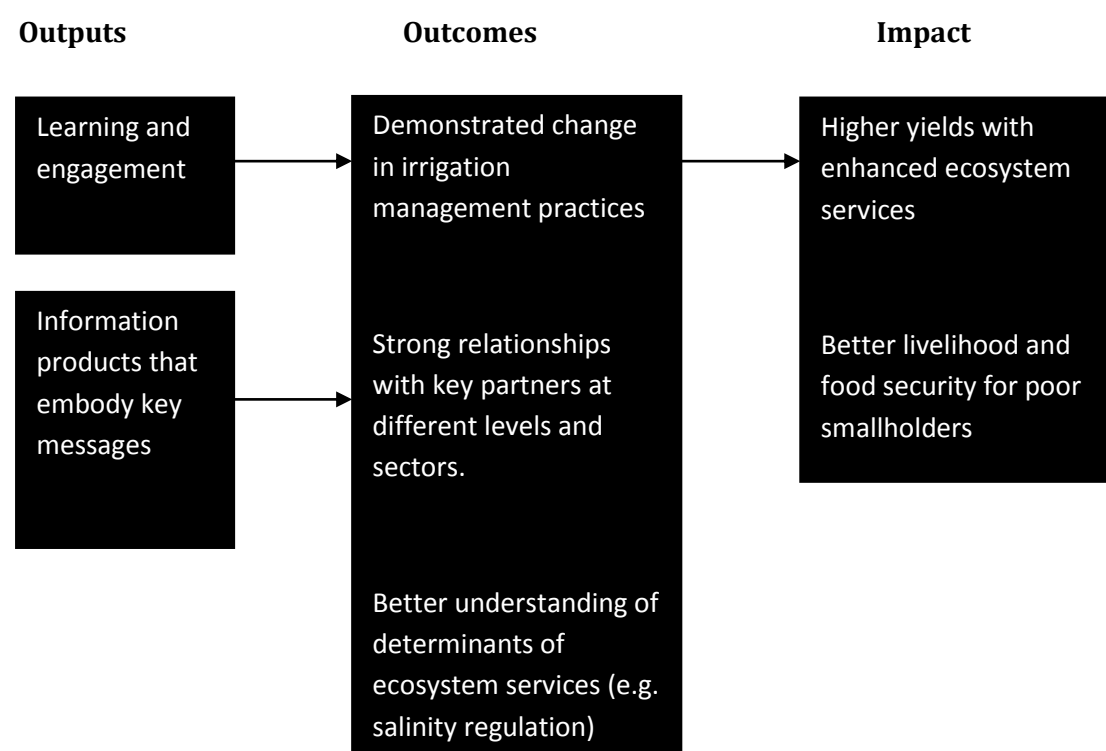 Outputs
Outcomes
Impact
Learning and
engagement
Information
products that
embody key
messages
Demonstrated change
in irrigation
management practices
Strong relationships
with key partners at
different levels and
sectors.
Better understanding of
determinants of
ecosystem services (e.g.
salinity regulation)
Higher yields with
enhanced ecosystem
services
Better livelihood and
food security for poor
smallholders